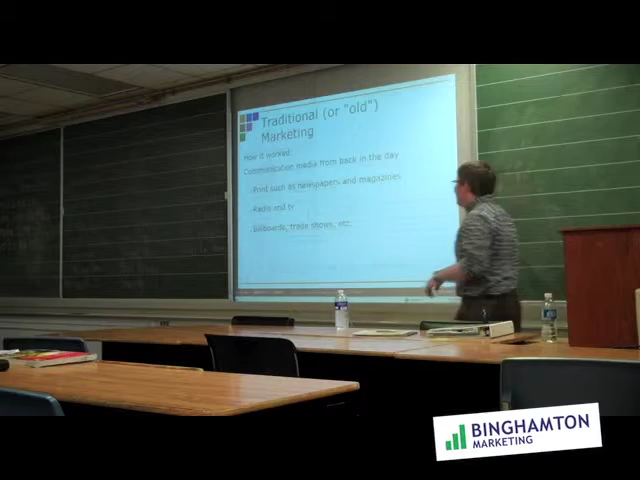 Traditional (or "old")
Marketing
How it worked:
Communication media from back in the day
Print such as newspapers and magazines
Radio and tv
Billboards, trade shows, etc.
BINGHAMTON
MARKETING